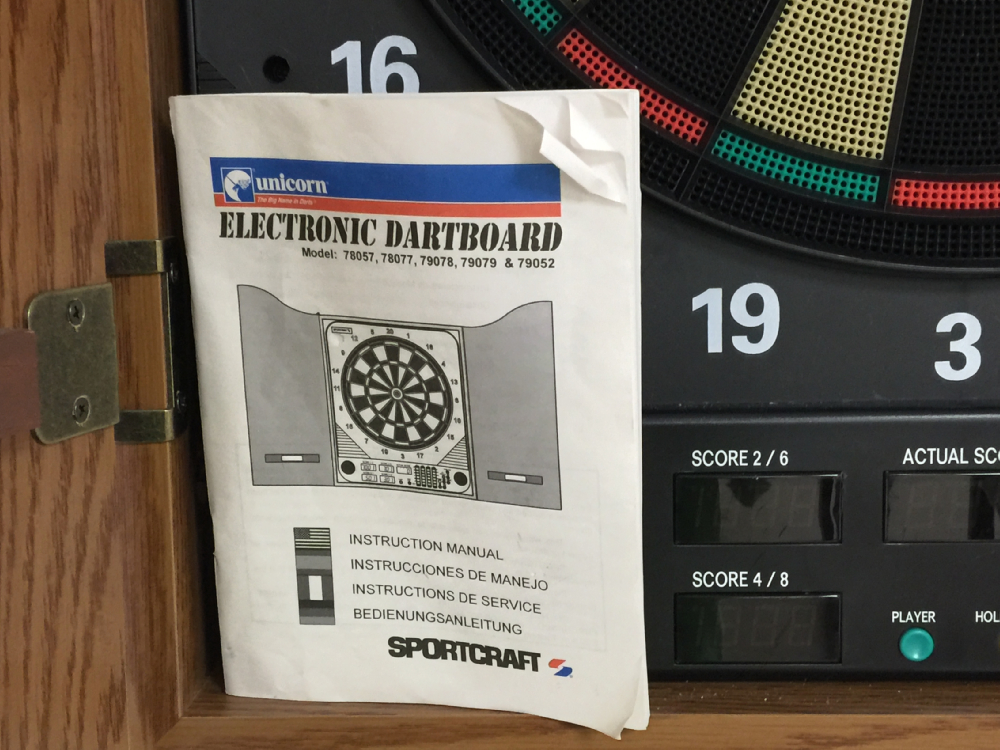 16
unicorn
The Big Name in Darts
ELECTRONIC DARTBOARD
Model: 78057, 78077, 79078, 79079 & 79052
19
3
SCORE 2 / 6
ACTUAL SCO
INSTRUCTION MANUAL
INSTRUCCIONES DE MANEJO
INSTRUCTIONS DE SERVICE
BEDIENUNGSANLEITUNG
SPORTCRAFT
SCORE 4 / 8
PLAYER
HOL